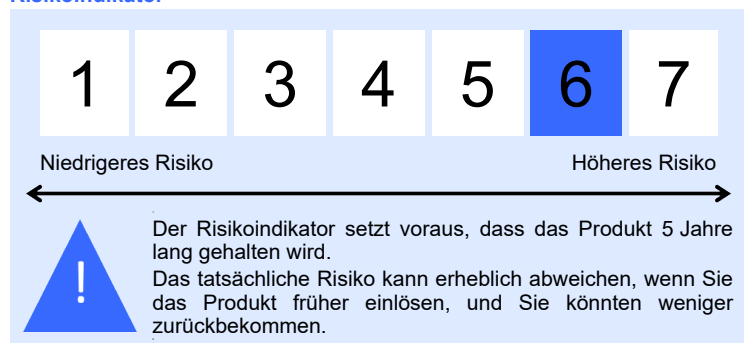 Risikoindikator
1 2 3 4 5 6 7
Niedrigeres Risiko Höheres Risiko
Der Risikoindikator setzt voraus, dass das Produkt 5 Jahre
lang gehalten wird.
!
Das tatsächliche Risiko kann erheblich abweichen, wenn Sie
das Produkt früher einlösen, und Sie könnten weniger
zurückbekommen.